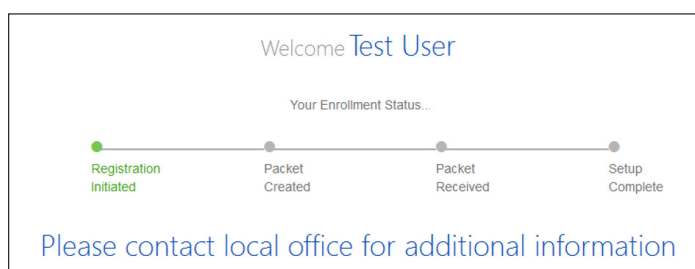 Welcome Test User
Your Enrollment Status...
Registration Initiated
Packet Created
Packet Received
Setup Complete
Please contact local office for additional information